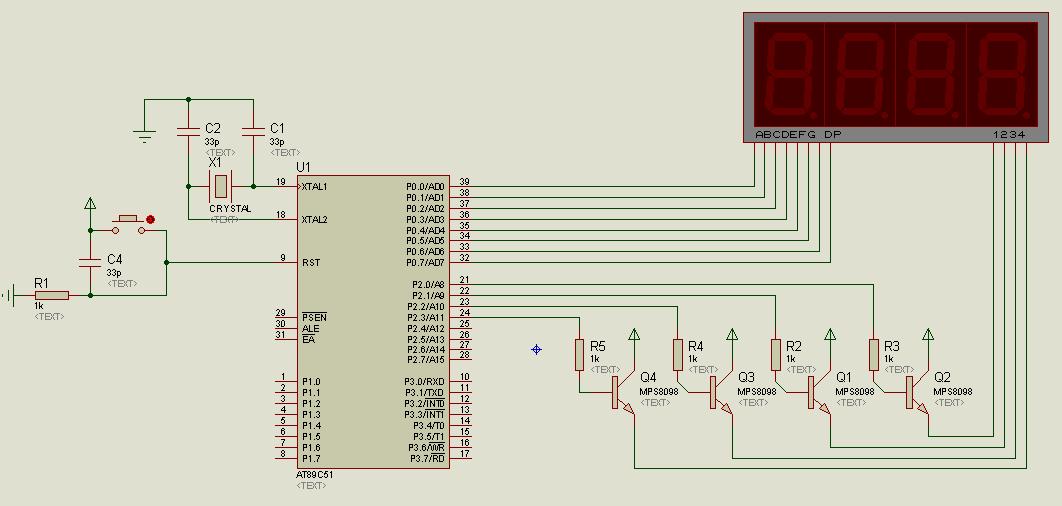 ABCDEFG DP
1234
C2
33p
<TEXT>
C1
33p
<TEXT>
X1
CRYSTAL
<TEXT>
C4
33p
<TEXT>
R1
1k
<TEXT>
U1
19 XTAL1
18 XTAL2
9 RST
29 PSEN
30 ALE
31 EA
1 P1.0
2 P1.1
3 P1.2
4 P1.3
5 P1.4
6 P1.5
7 P1.6
8 P1.7
P0.0/AD0 39
P0.1/AD1 38
P0.2/AD2 37
P0.3/AD3 36
P0.4/AD4 35
P0.5/AD5 34
P0.6/AD6 33
P0.7/AD7 32
P2.0/A8 21
P2.1/A9 22
P2.2/A10 23
P2.3/A11 24
P2.4/A12 25
P2.5/A13 26
P2.6/A14 27
P2.7/A15 28
P3.0/RXD 10
P3.1/TXD 11
P3.2/INT0 12
P3.3/INT1 13
P3.4/T0 14
P3.5/T1 15
P3.6/WR 16
P3.7/RD 17
AT89C51
<TEXT>
R5
1k
<TEXT>
R4
1k
<TEXT>
R2
1k
<TEXT>
R3
1k
<TEXT>
Q4
MPS8098
<TEXT>
Q3
MPS8098
<TEXT>
Q1
MPS8098
<TEXT>
Q2
MPS8098
<TEXT>